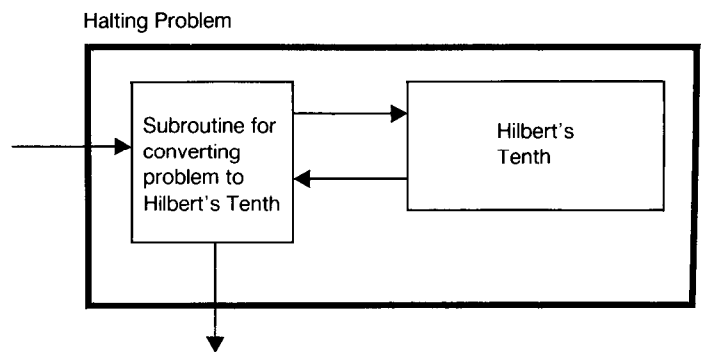 Halting Problem
Subroutine for
converting
problem to
Hilbert's Tenth
Hilbert's
Tenth